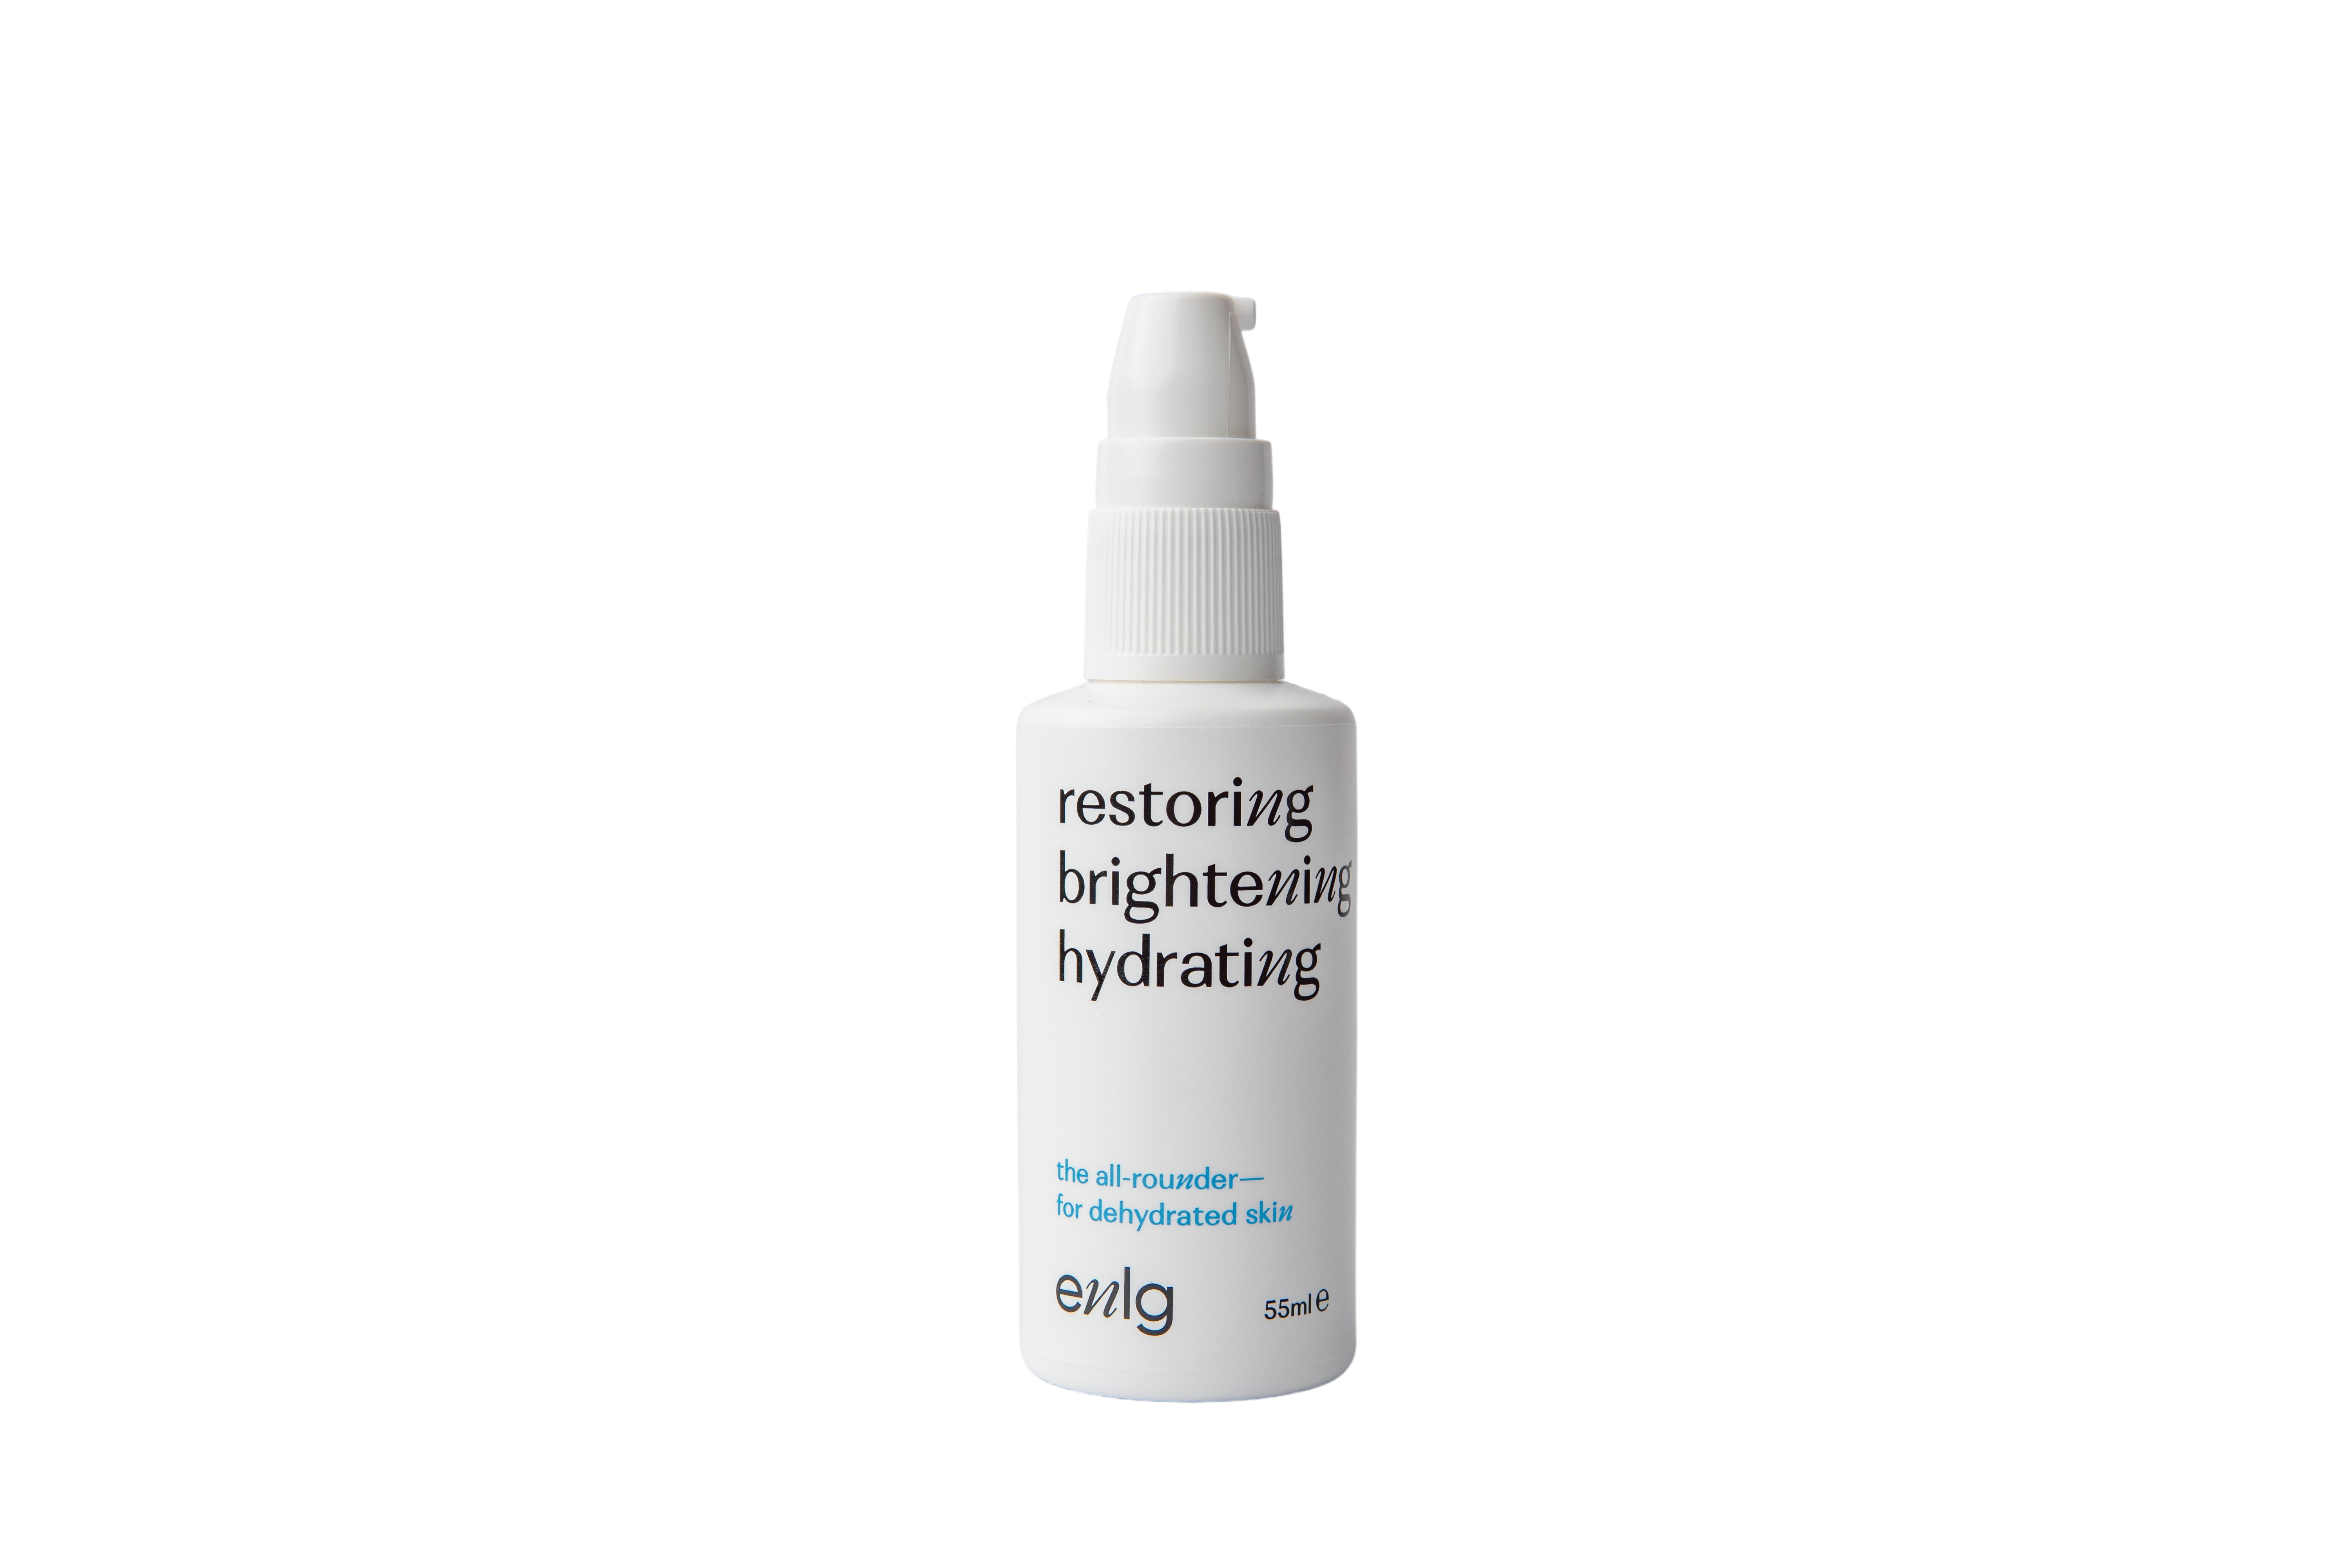 restoring
brightening
hydrating
the all-rounder—
for dehydrated skin
enlg
55ml ℮